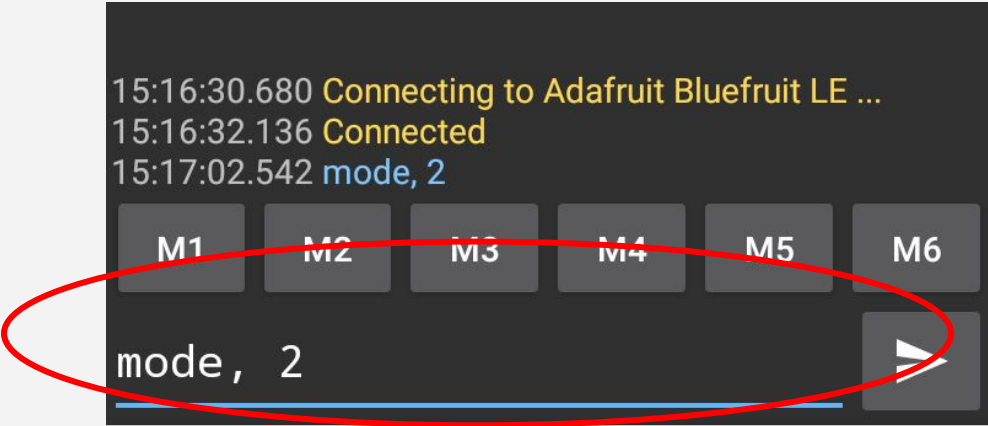 15:16:30.680 Connecting to Adafruit Bluefruit LE ...
15:16:32.136 Connected
15:17:02.542 mode, 2
M1 M2 M3 M4 M5 M6
mode, 2